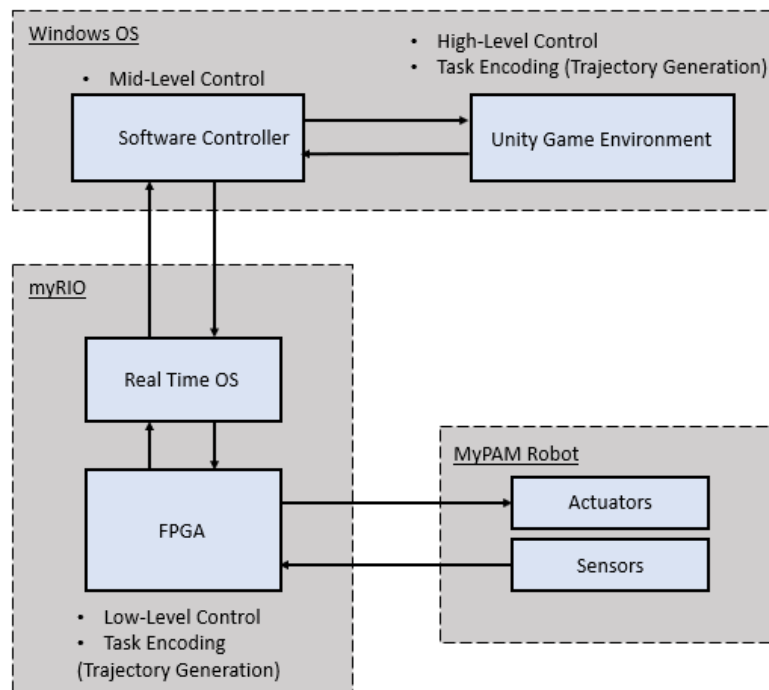 Windows OS
• High-Level Control
• Task Encoding (Trajectory Generation)
• Mid-Level Control
Software Controller
Unity Game Environment
myRIO
Real Time OS
MyPAM Robot
Actuators
FPGA
Sensors
• Low-Level Control
• Task Encoding
(Trajectory Generation)